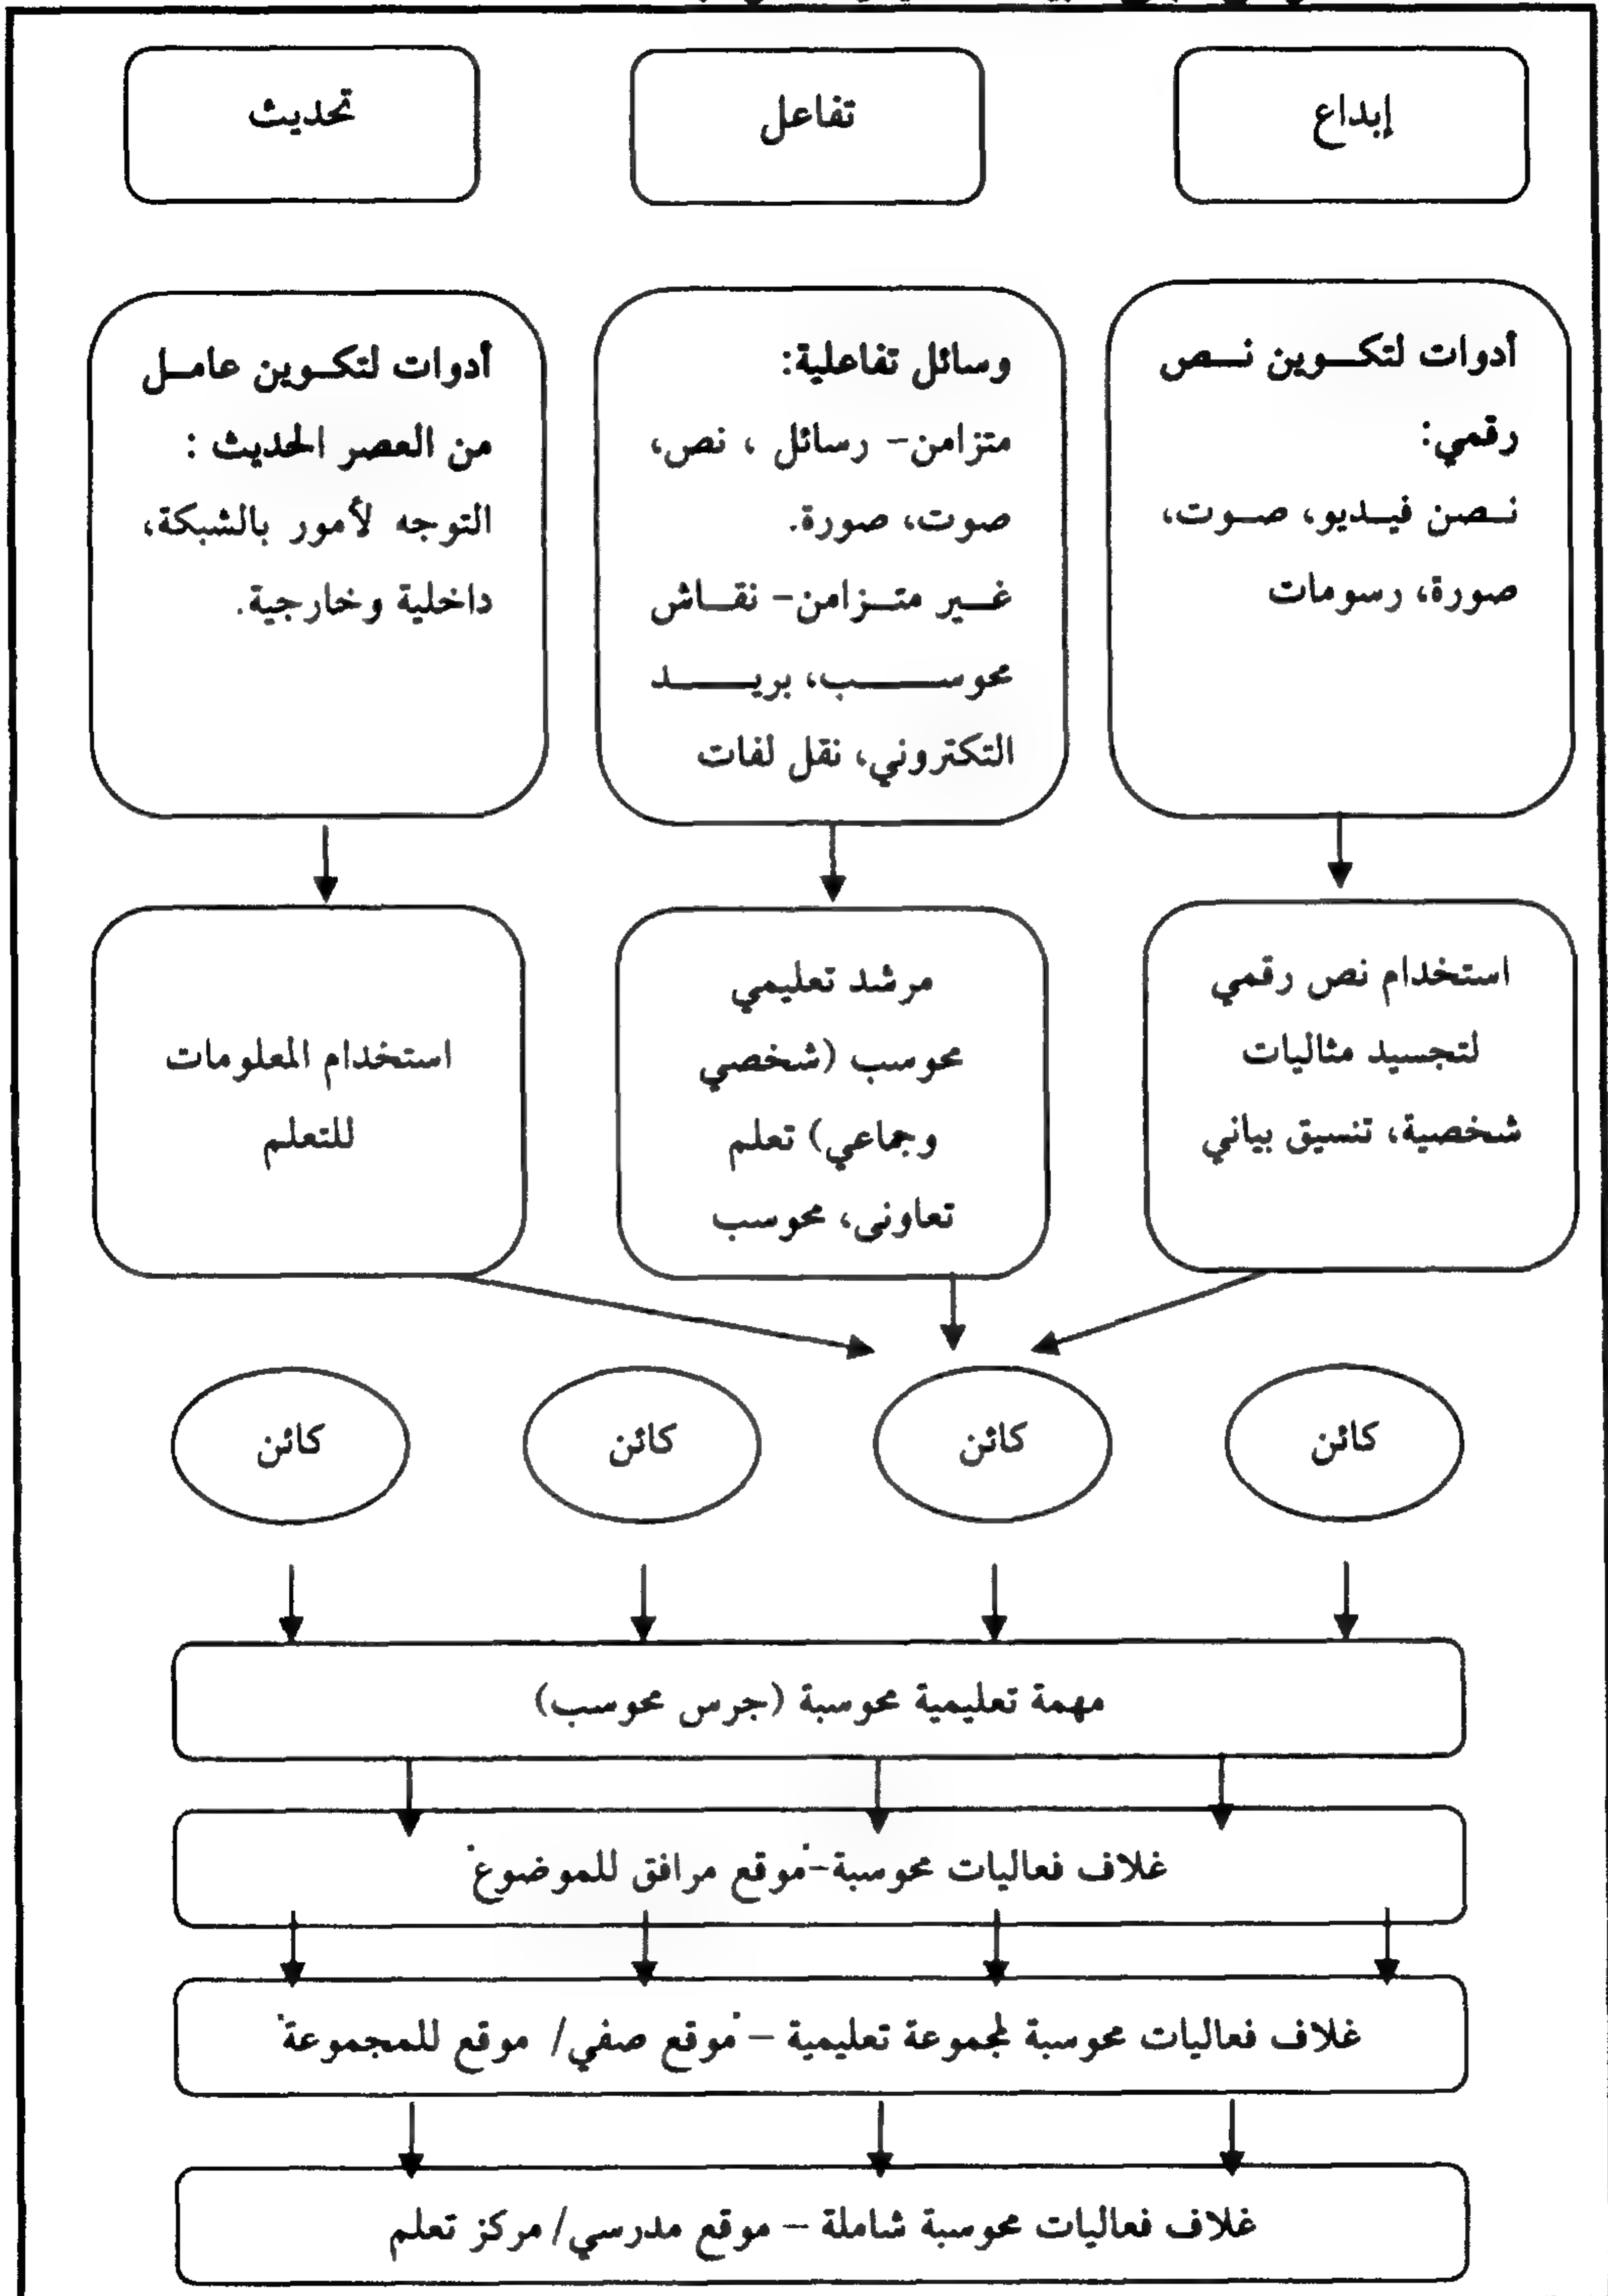 إبداع
تفاعل
تحديث
أدوات لتكوين نص
رقمي:
نصن فيديو، صوت،
صورة، رسومات
وسائل تفاعلية:
متزامن- رسائل ، نص،
صوت، صورة.
غير متزامن- نقاش
محوسب، بريد
التكتروني، نقل لفات
أدوات لتكوين عامل
من العصر الحديث :
التوجه لأمور بالشبكة،
داخلية وخارجية.
استخدام نص رقمي
لتجسيد مثاليات
شخصية، تنسيق بياني
مرشد تعليمي
محوسب (شخصي
وجماعي) تعلم
تعاونى، محوسب
استخدام المعلومات
للتعلم
كائن
كائن
كائن
كائن
مهمة تعليمية محوسبة (جرس محوسب)
غلاف فعاليات محوسبة-"موقع مرافق للموضوع"
غلاف فعاليات محوسبة لمجموعة تعليمية – "موقع صفي/ موقع للمجموعة"
غلاف فعاليات محوسبة شاملة – موقع مدرسي/ مركز تعلم